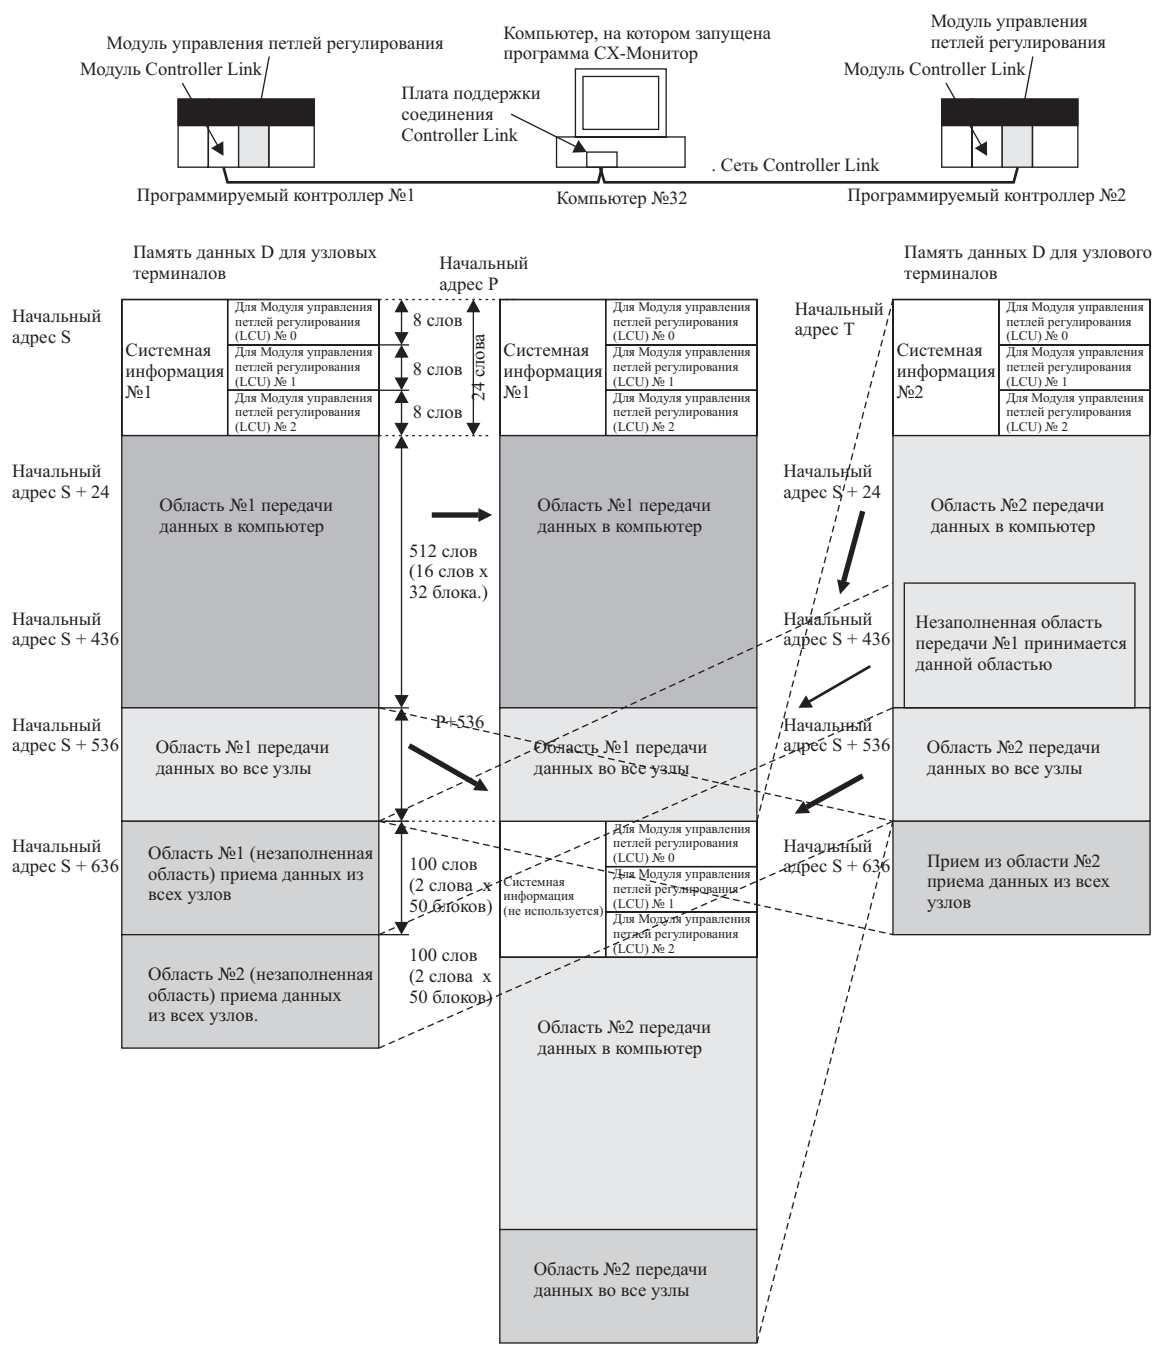 Модуль управления петлей регулирования
Модуль Controller Link
Компьютер, на котором запущена
программа CX-Монитор
Плата поддержки
соединения
Controller Link
Модуль управления
петлей регулирования
Модуль Controller Link
. Сеть Controller Link
Программируемый контроллер №1
Компьютер №32
Программируемый контроллер №2
Память данных D для узловых
терминалов
Начальный
адрес P
Память данных D для узлового
терминалов
Начальный
адрес S
Системная
информация
№1
Для Модуля управления
петлей регулирования
(LCU) № 0
Для Модуля управления
петлей регулирования
(LCU) № 1
Для Модуля управления
петлей регулирования
(LCU) № 2
8 слов
8 слов
8 слов
24 слова
Системная
информация
№1
Для Модуля управления
петлей регулирования
(LCU) № 0
Для Модуля управления
петлей регулирования
(LCU) № 1
Для Модуля управления
петлей регулирования
(LCU) № 2
Начальный
адрес T
Системная
информация
№2
Для Модуля управления
петлей регулирования
(LCU) № 0
Для Модуля управления
петлей регулирования
(LCU) № 1
Для Модуля управления
петлей регулирования
(LCU) № 2
Начальный
адрес S + 24
Область №1 передачи
данных в компьютер
512 слов
(16 слов x
32 блока.)
Область №1 передачи
данных в компьютер
Начальный
адрес S + 24
Область №2 передачи
данных в компьютер
Начальный
адрес S + 436
Начальный
адрес S + 436
Незаполненная область
передачи №1 принимается
данной областью
Начальный
адрес S + 536
Область №1 передачи
данных во все узлы
P+536
Область №1 передачи
данных во все узлы
Начальный
адрес S + 536
Область №2 передачи
данных во все узлы
Начальный
адрес S + 636
Область №1 (незаполненная
область) приема данных из
всех узлов
100 слов
(2 слова x
50 блоков)
Системная
информация
(не используется)
Для Модуля управления
петлей регулирования
(LCU) № 0
Для Модуля управления
петлей регулирования
(LCU) № 1
Для Модуля управления
петлей регулирования
(LCU) № 2
Начальный
адрес S + 636
Прием из области №2
приема данных из всех
узлов
Область №2 (незаполненная
область) приема данных
из всех узлов.
100 слов
(2 слова x
50 блоков)
Область №2 передачи
данных в компьютер
Область №2 передачи
данных во все узлы